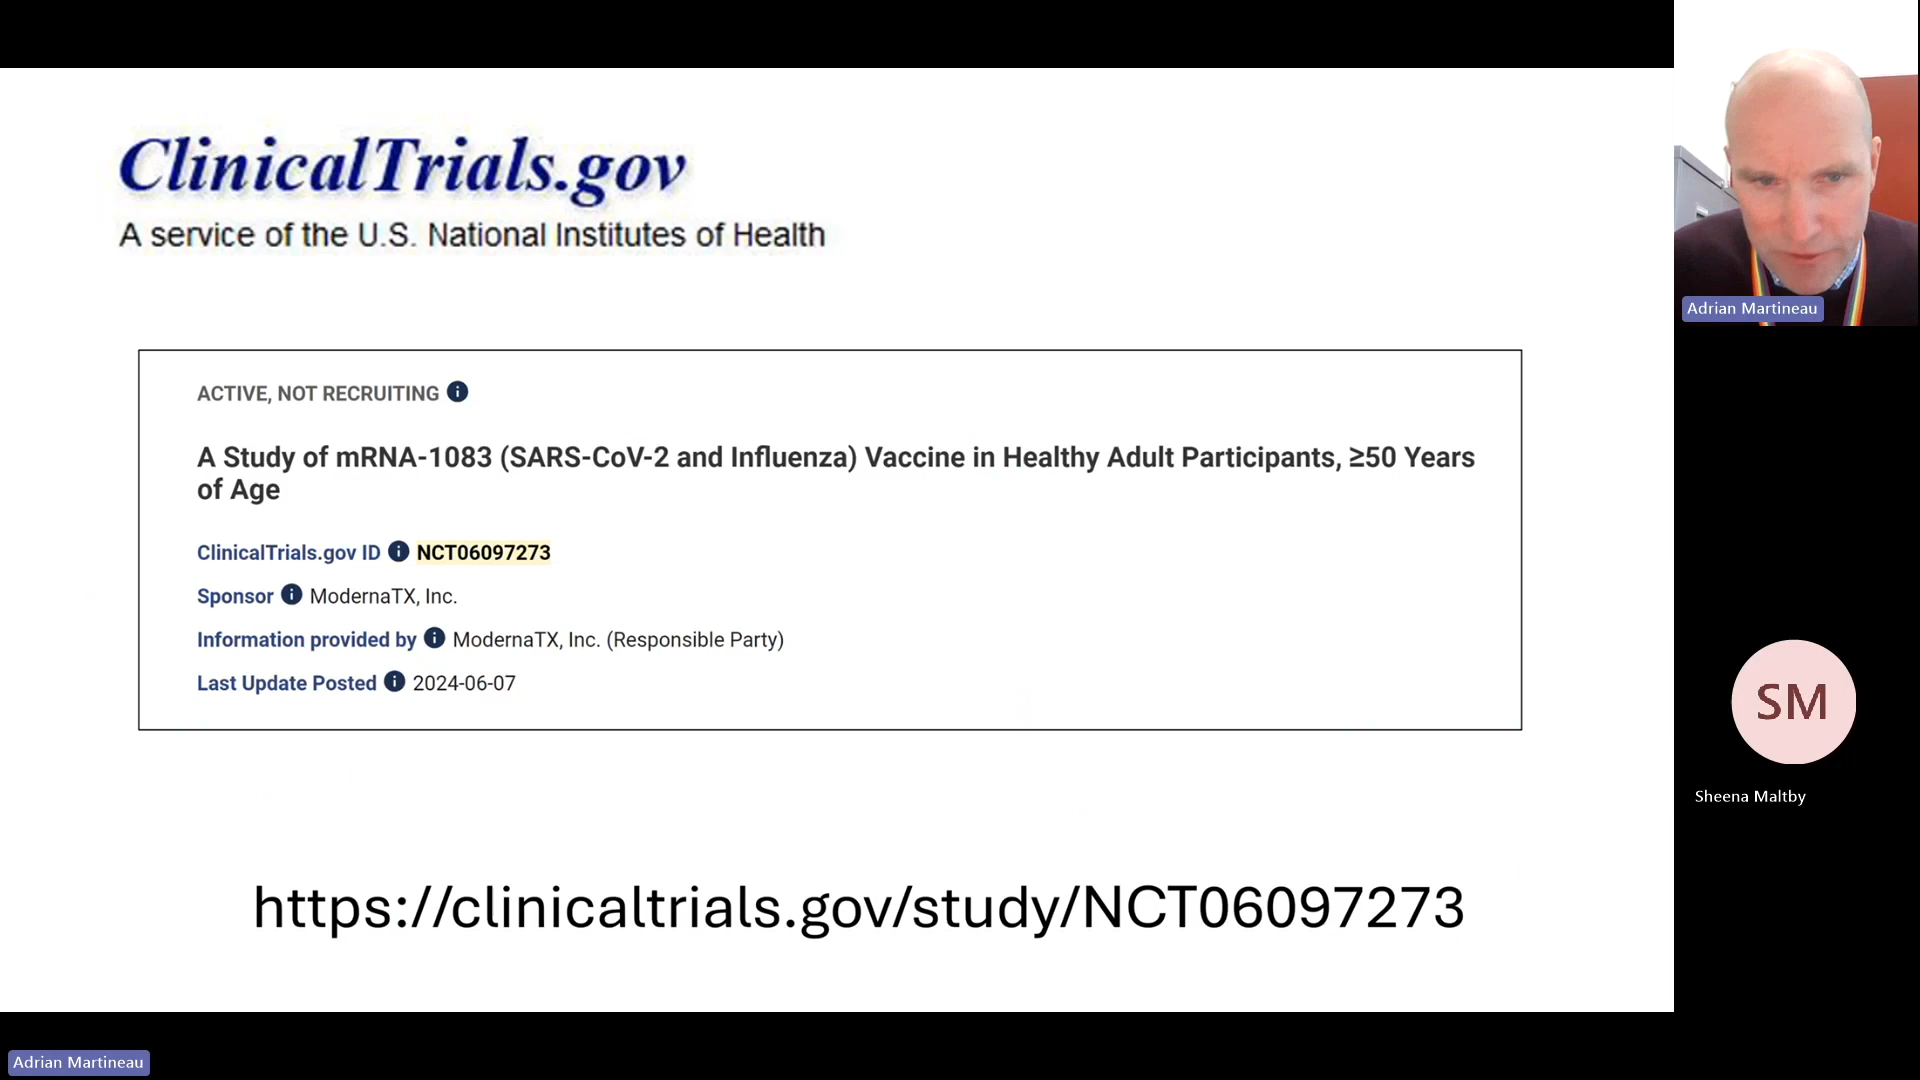 ClinicalTrials.gov
A service of the U.S. National Institutes of Health
ACTIVE, NOT RECRUITING i
A Study of mRNA-1083 (SARS-CoV-2 and Influenza) Vaccine in Healthy Adult Participants, ≥50 Years
of Age
ClinicalTrials.gov ID i NCT06097273
Sponsor i ModernaTX, Inc.
Information provided by i ModernaTX, Inc. (Responsible Party)
Last Update Posted i 2024-06-07
https://clinicaltrials.gov/study/NCT06097273
Adrian Martineau
SM
Sheena Maltby
Adrian Martineau